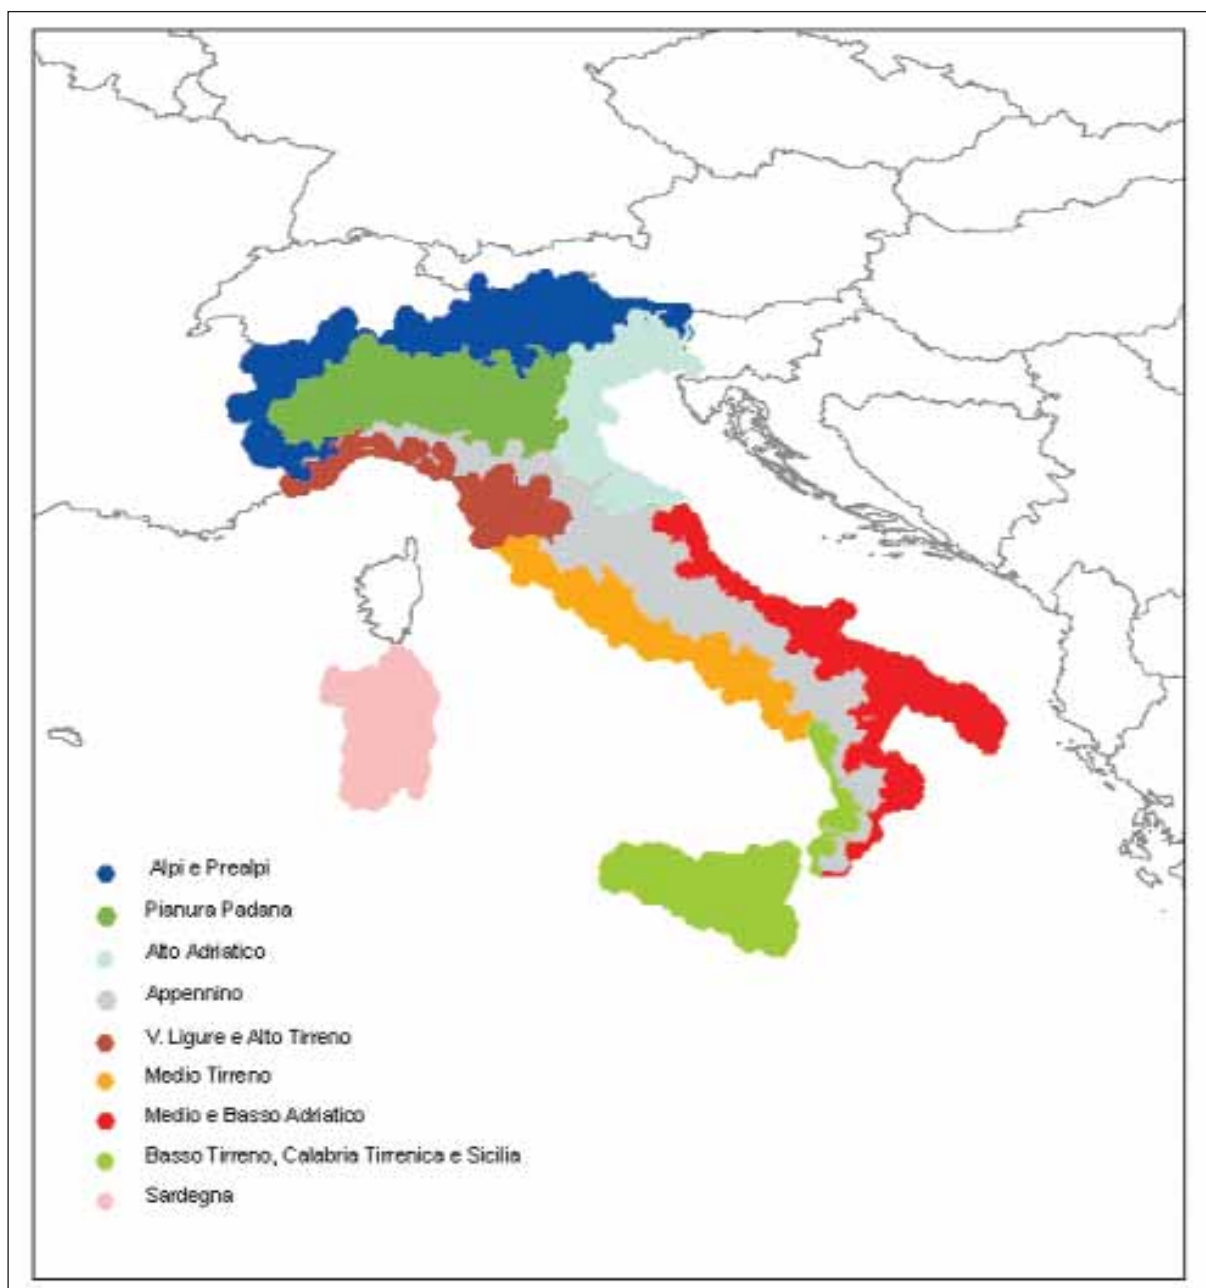 Alpi e Prealpi
Pianura Padana
Alto Adriatico
Appennino
V. Ligure e Alto Tirreno
Medio Tirreno
Medio e Basso Adriatico
Basso Tirreno, Calabria Tirrenica e Sicilia
Sardegna